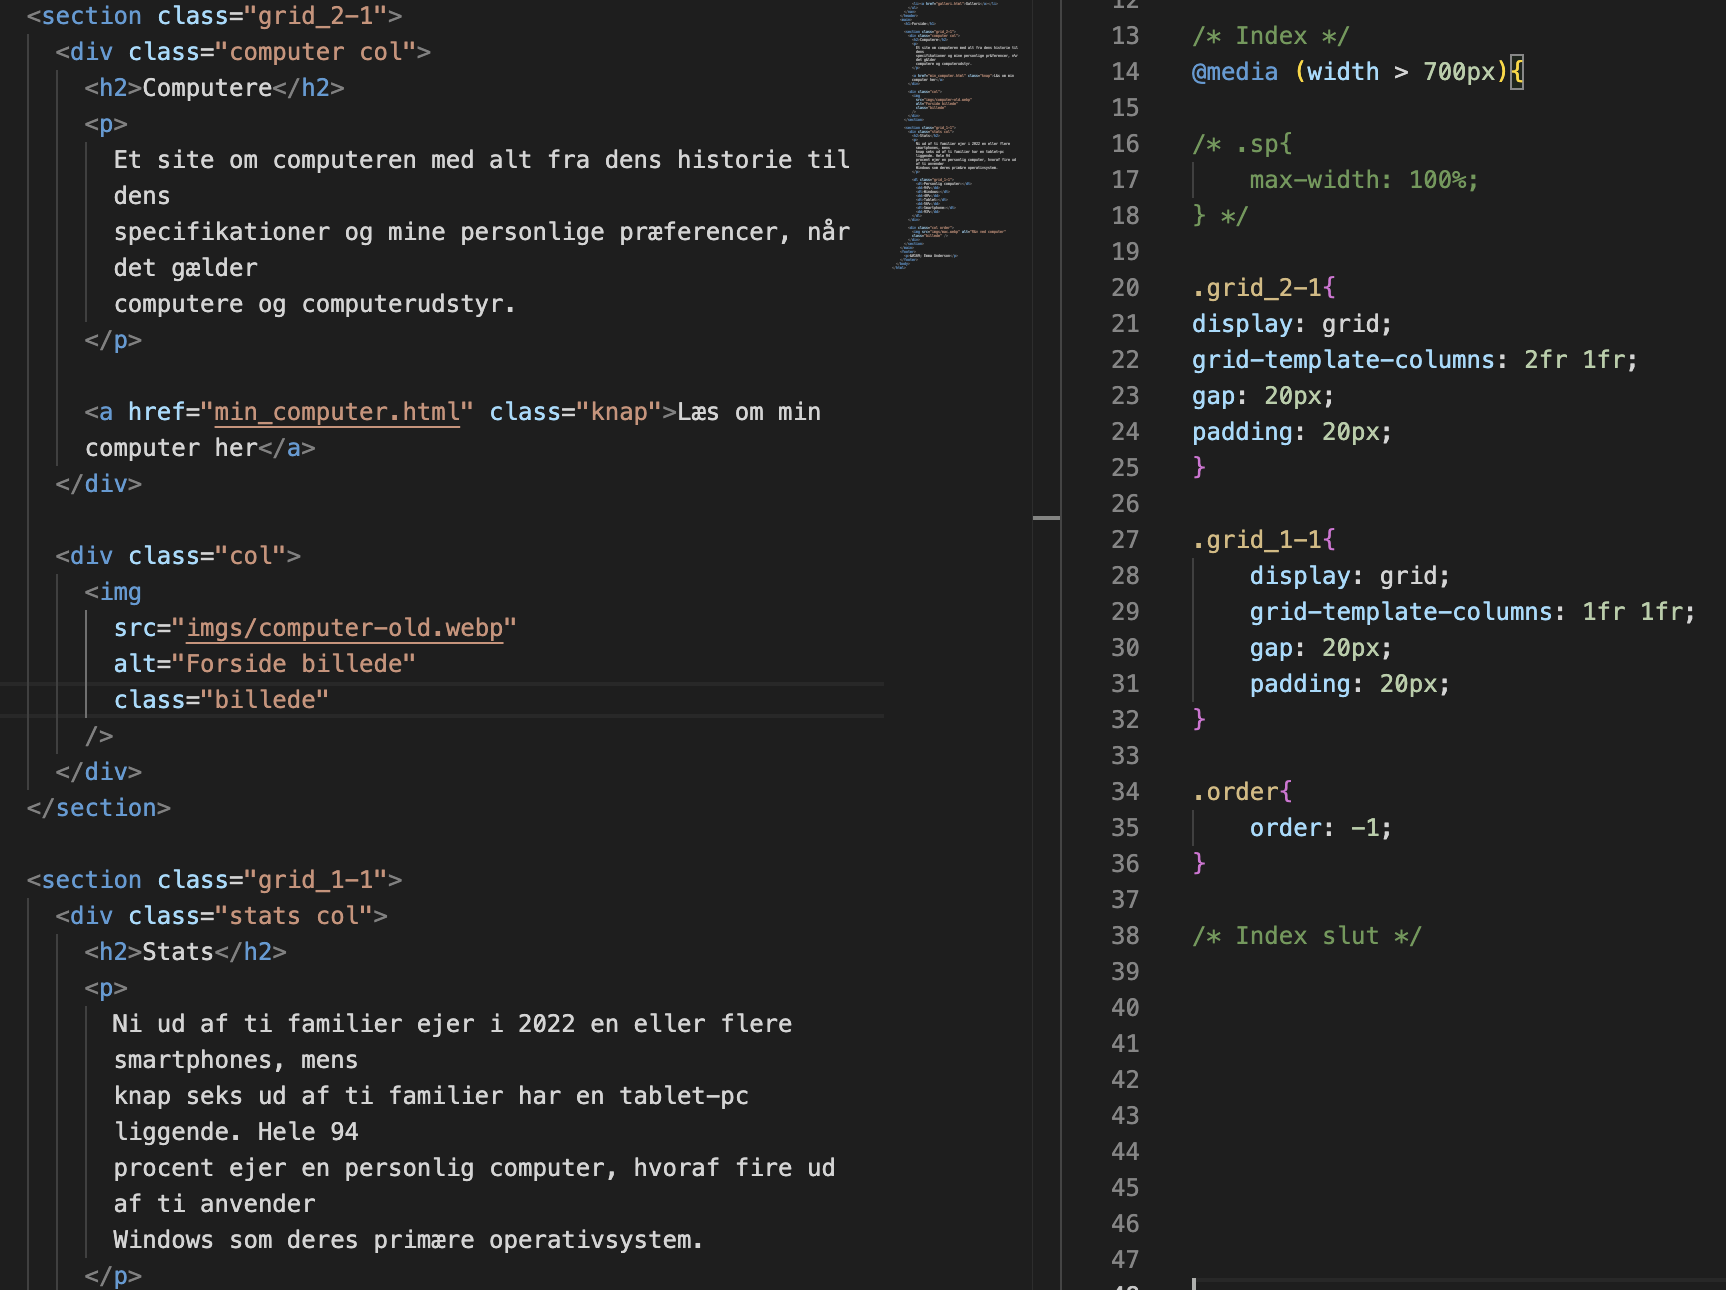 <section class="grid_2-1">
<div class="computer col">
<h2>Computere</h2>
<p>
Et site om computeren med alt fra dens historie til
dens
specifikationer og mine personlige præferencer, når
det gælder
computere og computerudstyr.
</p>
<a href="min_computer.html" class="knap">Læs om min
computer her</a>
</div>
<div class="col">
<img
src="imgs/computer-old.webp"
alt="Forside billede"
class="billede"
/>
</div>
</section>
<section class="grid_1-1">
<div class="stats col">
<h2>Stats</h2>
<p>
Ni ud af ti familier ejer i 2022 en eller flere
smartphones, mens
knap seks ud af ti familier har en tablet-pc
liggende. Hele 94
procent ejer en personlig computer, hvoraf fire ud
af ti anvender
Windows som deres primære operativsystem.
</p>
12
13 /* Index */
14 @media (width > 700px){
15
16 /* .sp{
17 max-width: 100%;
18 } */
19
20 .grid_2-1{
21 display: grid;
22 grid-template-columns: 2fr 1fr;
23 gap: 20px;
24 padding: 20px;
25 }
26
27 .grid_1-1{
28 display: grid;
29 grid-template-columns: 1fr 1fr;
30 gap: 20px;
31 padding: 20px;
32 }
33
34 .order{
35 order: -1;
36 }
37
38 /* Index slut */
39
40
41
42
43
44
45
46
47